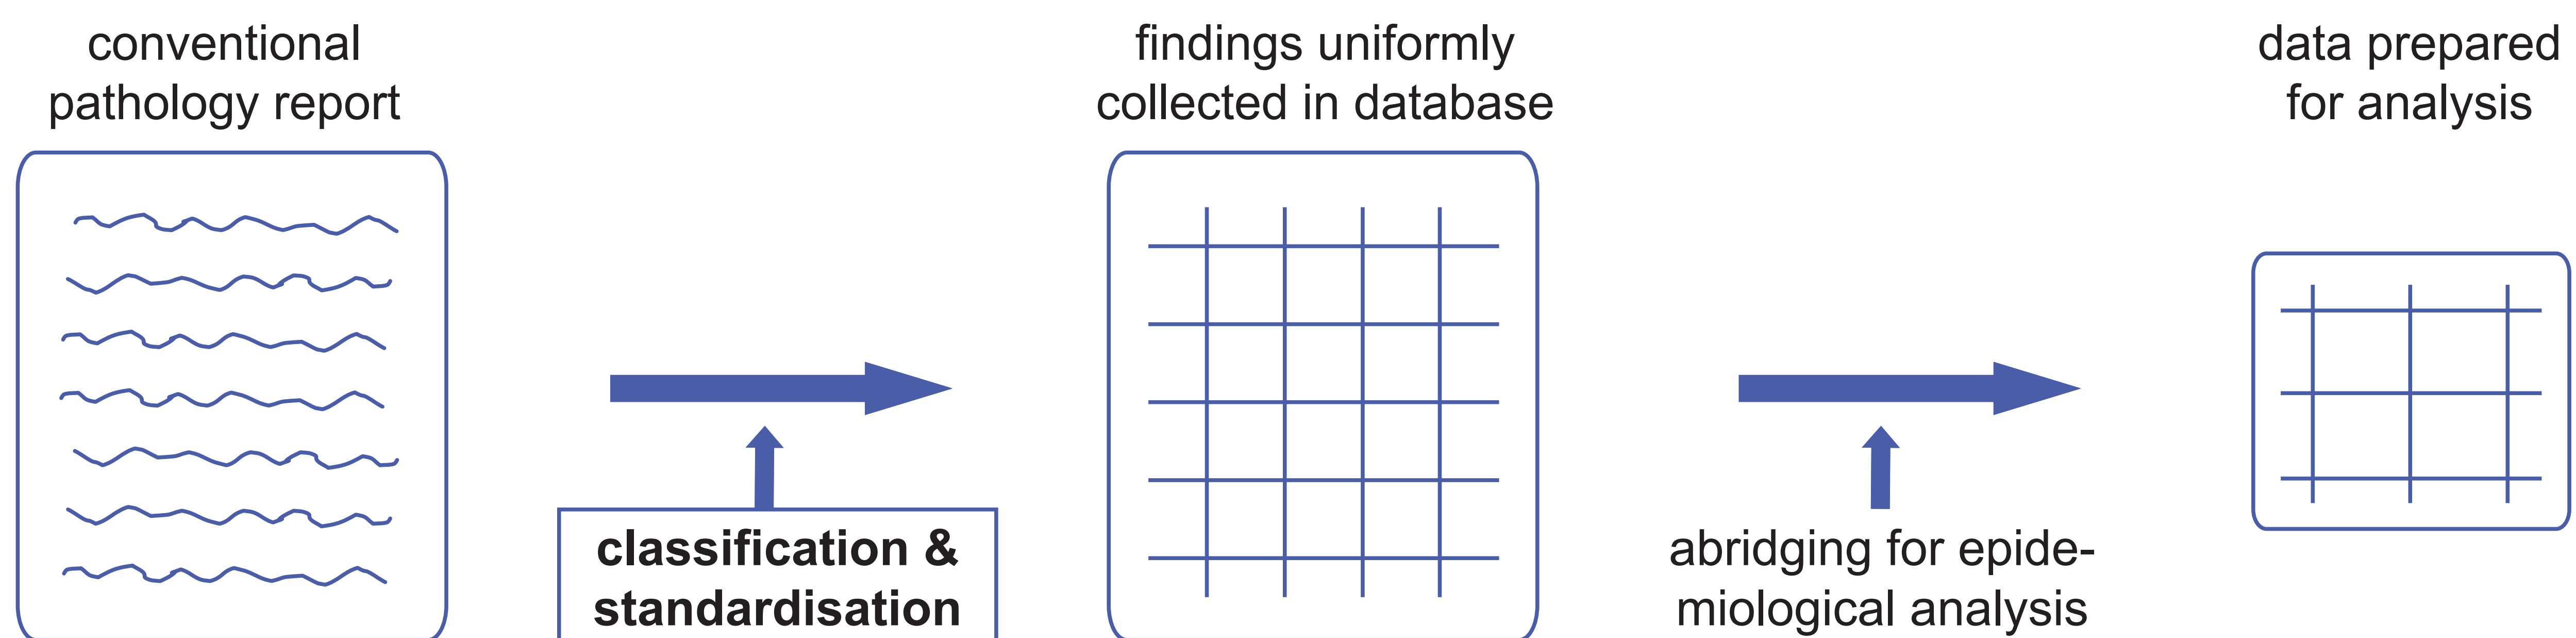 conventional
pathology report
findings uniformly
collected in database
data prepared
for analysis
classification &
standardisation
abridging for epide-
miological analysis